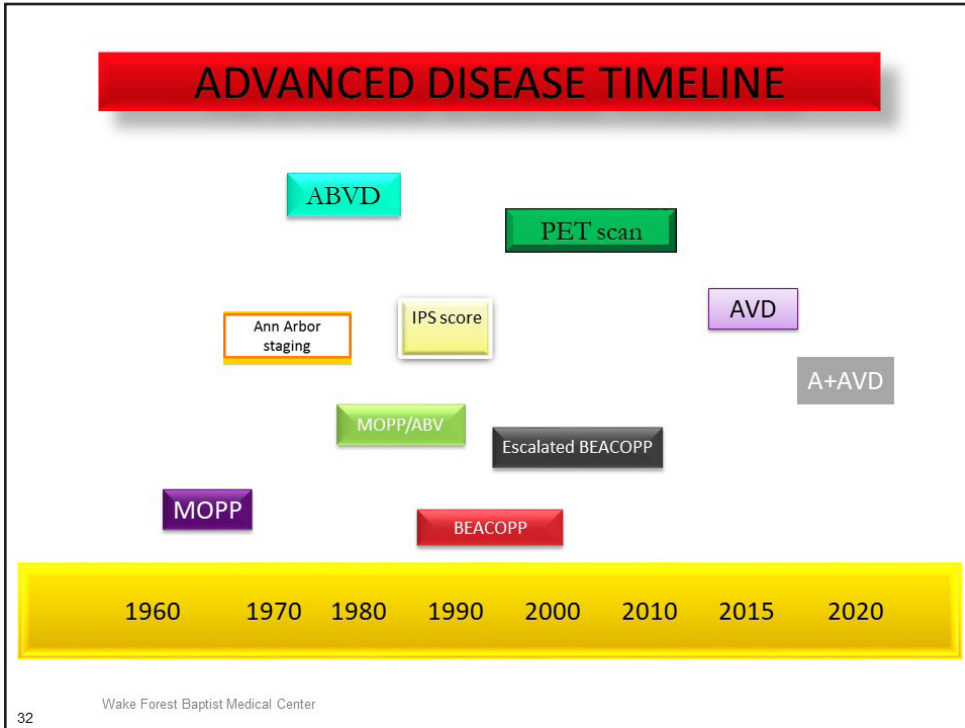 ADVANCED DISEASE TIMELINE
ABVD
PET scan
Ann Arbor
staging
IPS score
AVD
A+AVD
MOPP/ABV
Escalated BEACOPP
MOPP
BEACOPP
1960 1970 1980 1990 2000 2010 2015 2020
Wake Forest Baptist Medical Center
32